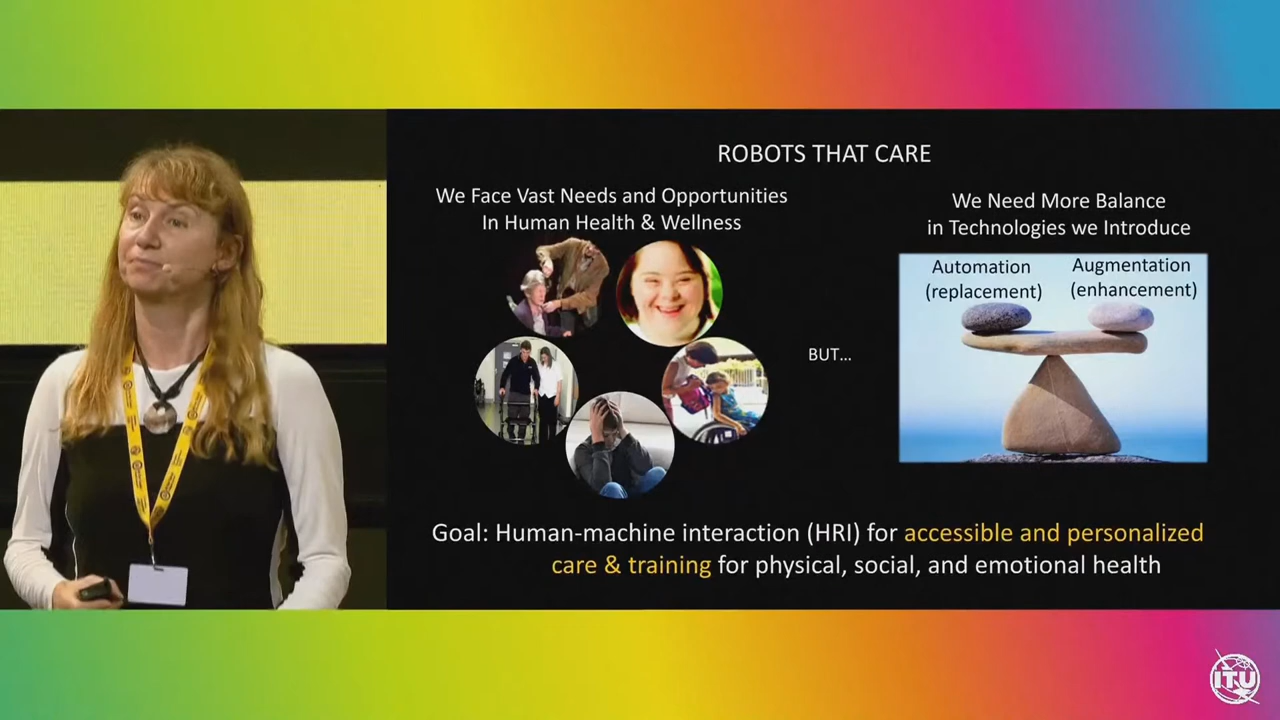 ROBOTS THAT CARE
We Face Vast Needs and Opportunities
In Human Health & Wellness
BUT...
We Need More Balance
in Technologies we Introduce
Automation
(replacement)
Augmentation
(enhancement)
Goal: Human-machine interaction (HRI) for accessible and personalized
care & training for physical, social, and emotional health
ITU